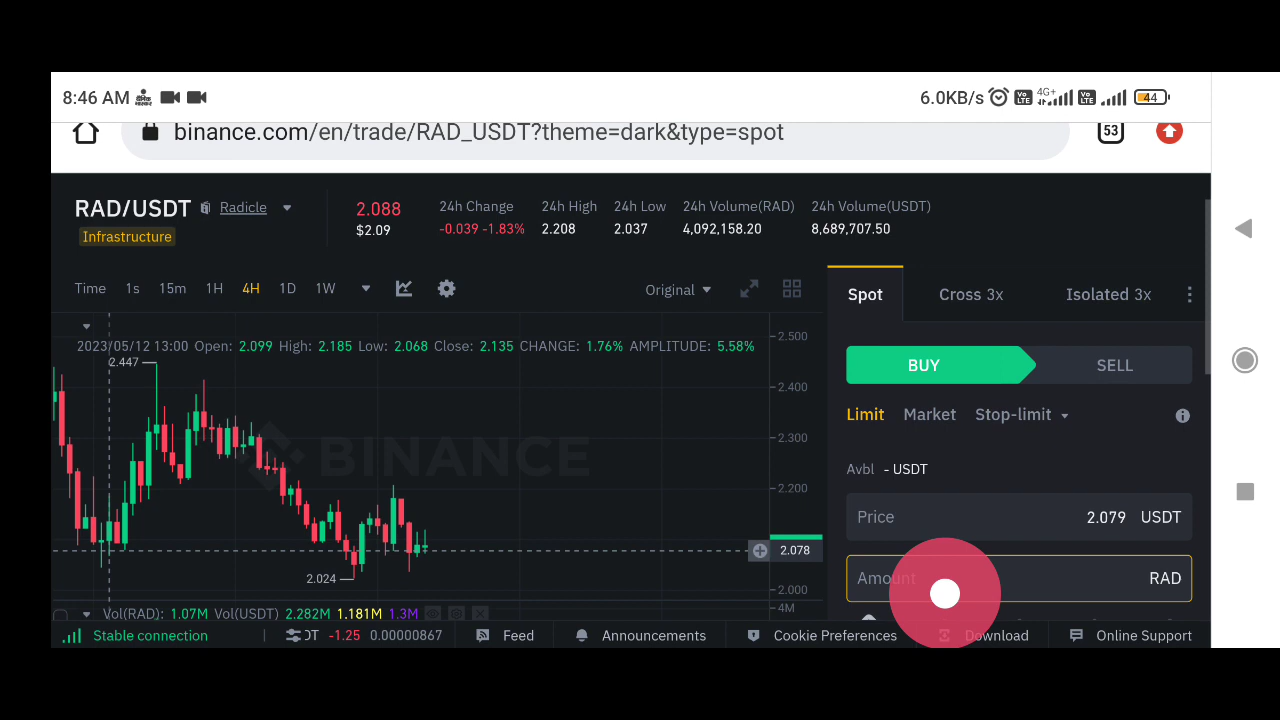 8:46 AM 6.0KB/s Vo LTE 4G+ Vo LTE 44
binance.com/en/trade/RAD_USDT?theme=dark&type=spot 53
RAD/USDT Radicle 2.088 24h Change 24h High 24h Low 24h Volume(RAD) 24h Volume(USDT)
Infrastructure $2.09 -0.039 -1.83% 2.208 2.037 4,092,158.20 8,689,707.50
Time 1s 15m 1H 4H 1D 1W Original
Spot Cross 3x Isolated 3x
2023/05/12 13:00 Open: 2.099 High: 2.185 Low: 2.068 Close: 2.135 CHANGE: 1.76% AMPLITUDE: 5.58%
2.500
2.447
2.400
2.300
2.200
2.078
2.024
2.000
4M
BINANCE
Vol(RAD): 1.07M Vol(USDT) 2.282M 1.181M 1.3M
BUY SELL
Limit Market Stop-limit
Avbl - USDT
Price 2.079 USDT
Amount RAD
Stable connection DT -1.25 0.00000867 Feed Announcements Cookie Preferences Download Online Support